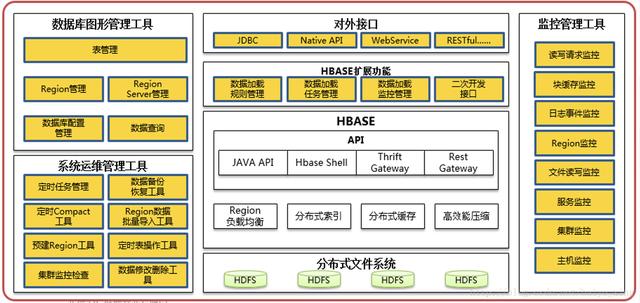 数据库图形管理工具
表管理
Region管理
Region
Server管理
数据库配置
管理
数据查询
系统运维管理工具
定时任务管理
数据备份
恢复工具
定时Compact
工具
Region数据
批量导入工具
预建Region工具
定时表操作工具
集群监控检查
数据修改删除工
具
对外接口
JDBC
Native API
WebService
RESTful......
HBASE扩展功能
数据加载
规则管理
数据加载
任务管理
数据加载
监控管理
二次开发
接口
HBASE
API
JAVA API
Hbase Shell
Thrift
Gateway
Rest
Gateway
Region
负载均衡
分布式索引
分布式缓存
高效能压缩
分布式文件系统
HDFS
HDFS
HDFS
HDFS
监控管理工具
读写请求监控
块缓存监控
日志事件监控
Region监控
文件读写监控
服务监控
集群监控
主机监控